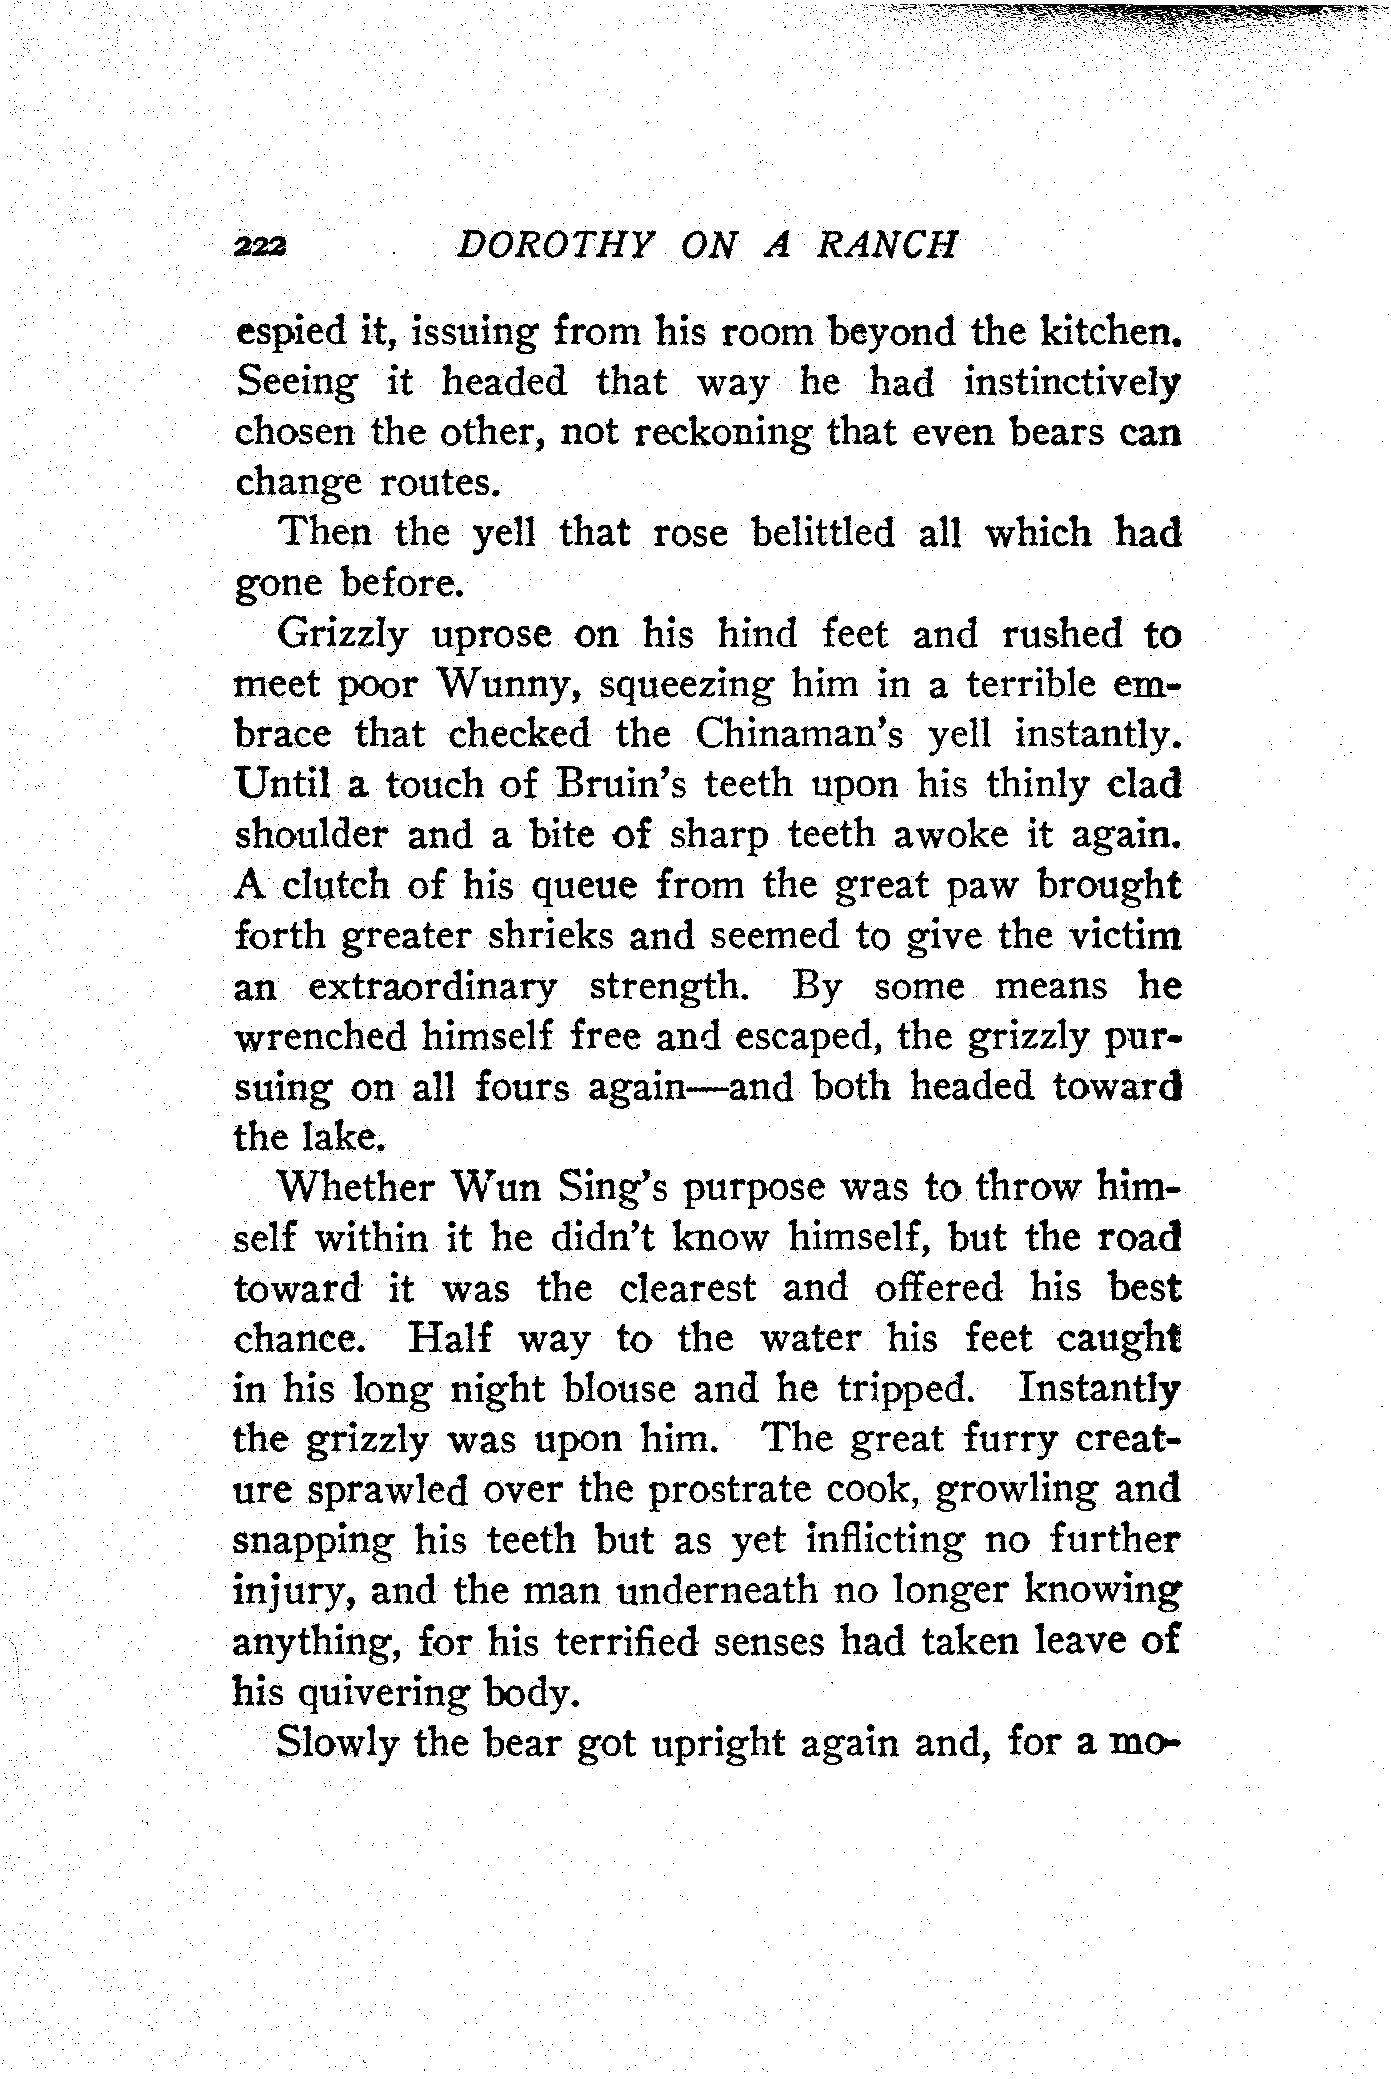 222 DOROTHY ON A RANCH
espied it, issuing from his room beyond the kitchen.
Seeing it headed that way he had instinctively
chosen the other, not reckoning that even bears can
change routes.
Then the yell that rose belittled all which had
gone before.
Grizzly uprose on his hind feet and rushed to
meet poor Wunny, squeezing him in a terrible em-
brace that checked the Chinaman's yell instantly.
Until a touch of Bruin's teeth upon his thinly clad
shoulder and a bite of sharp teeth awoke it again.
A clutch of his queue from the great paw brought
forth greater shrieks and seemed to give the victim
an extraordinary strength. By some means he
wrenched himself free and escaped, the grizzly pur-
suing on all fours again—and both headed toward
the lake.
Whether Wun Sing's purpose was to throw him-
self within it he didn't know himself, but the road
toward it was the clearest and offered his best
chance. Half way to the water his feet caught
in his long night blouse and he tripped. Instantly
the grizzly was upon him. The great furry creat-
ure sprawled over the prostrate cook, growling and
snapping his teeth but as yet inflicting no further
injury, and the man underneath no longer knowing
anything, for his terrified senses had taken leave of
his quivering body.
Slowly the bear got upright again and, for a mo-